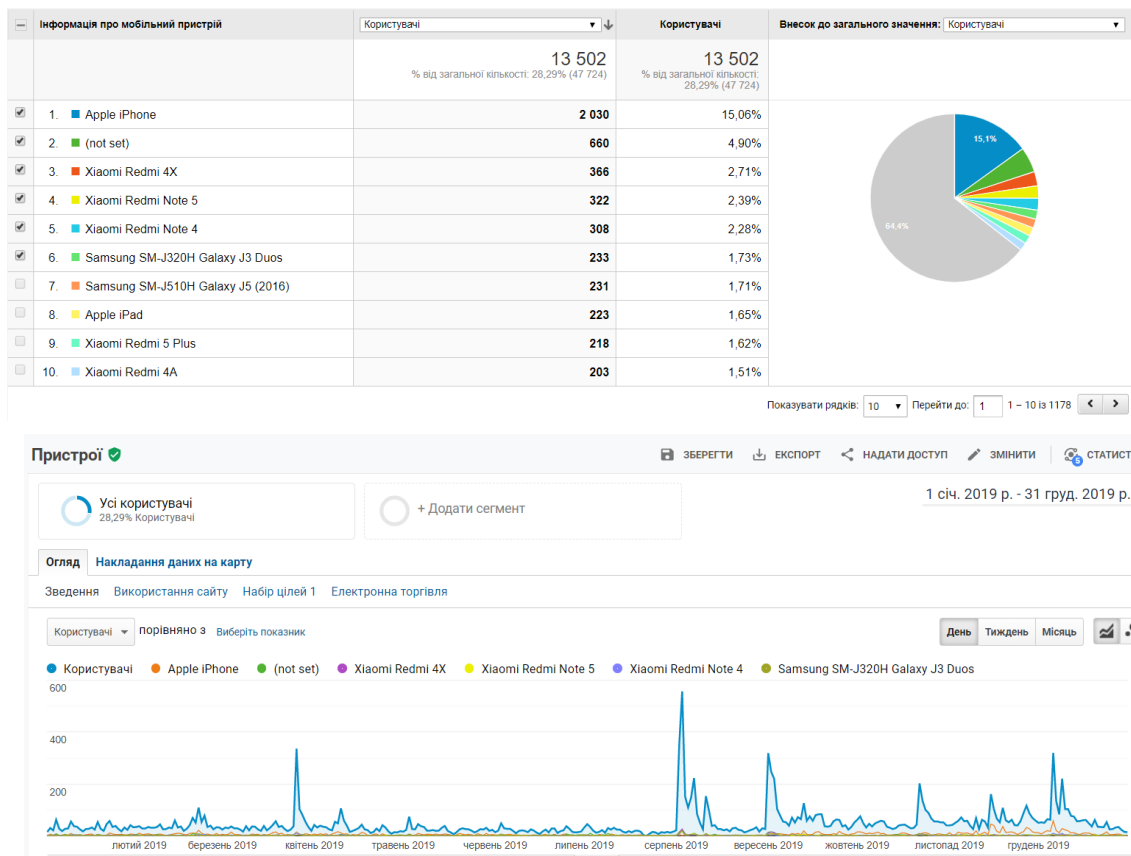 Інформація про мобільний пристрій Користувачі Користувачі Внесок до загального значення: Користувачі
13 502 13 502
% від загальної кількості: 28,29% (47 724) % від загальної кількості:
28,29% (47 724)
1. Apple iPhone 2 030 15,06%
2. (not set) 660 4,90%
3. Xiaomi Redmi 4X 366 2,71%
4. Xiaomi Redmi Note 5 322 2,39%
5. Xiaomi Redmi Note 4 308 2,28%
6. Samsung SM-J320H Galaxy J3 Duos 233 1,73%
7. Samsung SM-J510H Galaxy J5 (2016) 231 1,71%
8. Apple iPad 223 1,65%
9. Xiaomi Redmi 5 Plus 218 1,62%
10. Xiaomi Redmi 4A 203 1,51%
15,1%
64,4%
Показувати рядків: 10 Перейти до: 1 1 – 10 із 1178
Пристрої ЗБЕРЕГТИ ЕКСПОРТ НАДАТИ ДОСТУП ЗМІНИТИ 5 СТАТИСТ
Усі користувачі
28,29% Користувачі
+ Додати сегмент
1 січ. 2019 р. - 31 груд. 2019 р.
Огляд Накладання даних на карту
Зведення Використання сайту Набір цілей 1 Електронна торгівля
Користувачі порівняно з Виберіть показник День Тиждень Місяць
Користувачі Apple iPhone (not set) Xiaomi Redmi 4X Xiaomi Redmi Note 5 Xiaomi Redmi Note 4 Samsung SM-J320H Galaxy J3 Duos
600
400
200
лютий 2019 березень 2019 квітень 2019 травень 2019 червень 2019 липень 2019 серпень 2019 вересень 2019 жовтень 2019 листопад 2019 грудень 2019